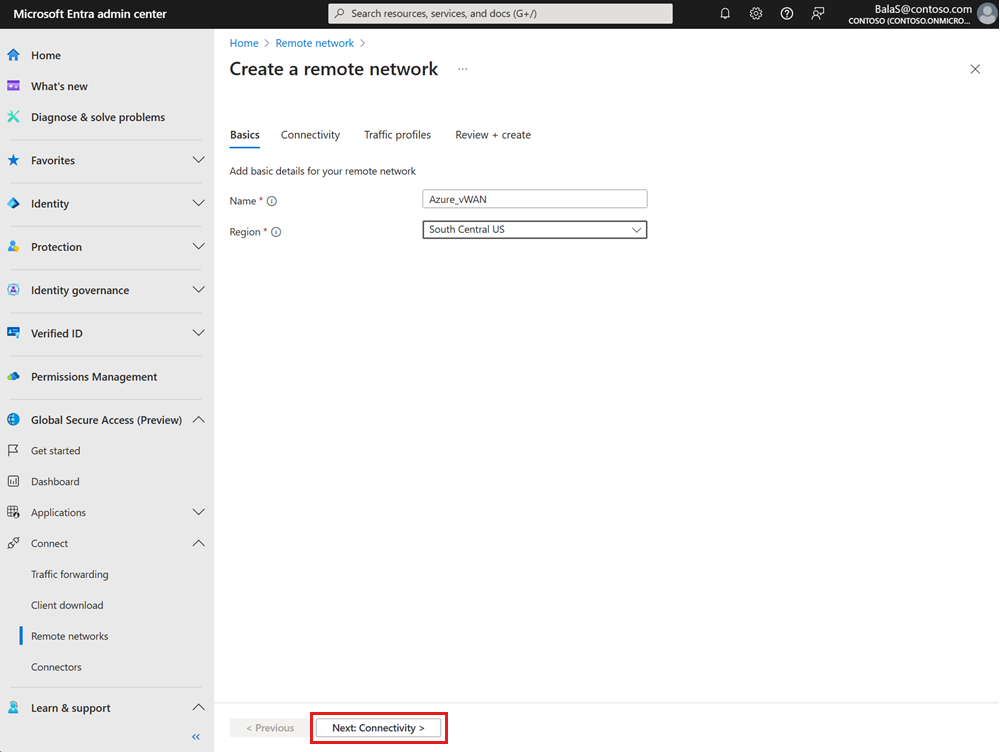 Microsoft Entra admin center
Search resources, services, and docs (G+/)
BalaS@contoso.com
CONTOSO (CONTOSO.ONMICRO...
Home
What's new
Diagnose & solve problems
Favorites
Identity
Protection
Identity governance
Verified ID
Permissions Management
Global Secure Access (Preview)
Get started
Dashboard
Applications
Connect
Traffic forwarding
Client download
Remote networks
Connectors
Learn & support
«
Home > Remote network >
Create a remote network ...
Basics Connectivity Traffic profiles Review + create
Add basic details for your remote network
Name * Azure_vWAN
Region * South Central US
< Previous Next: Connectivity >